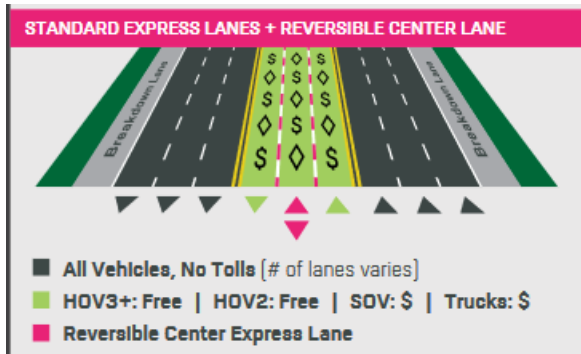 STANDARD EXPRESS LANES + REVERSIBLE CENTER LANE
$ ◊ $
◊ $ ◊
$ ◊ $
◊ $ ◊
$ ◊ $
Breakdown Lane
Breakdown Lane
All Vehicles, No Tolls (# of lanes varies)
HOV3+: Free | HOV2: Free | SOV: $ | Trucks: $
Reversible Center Express Lane